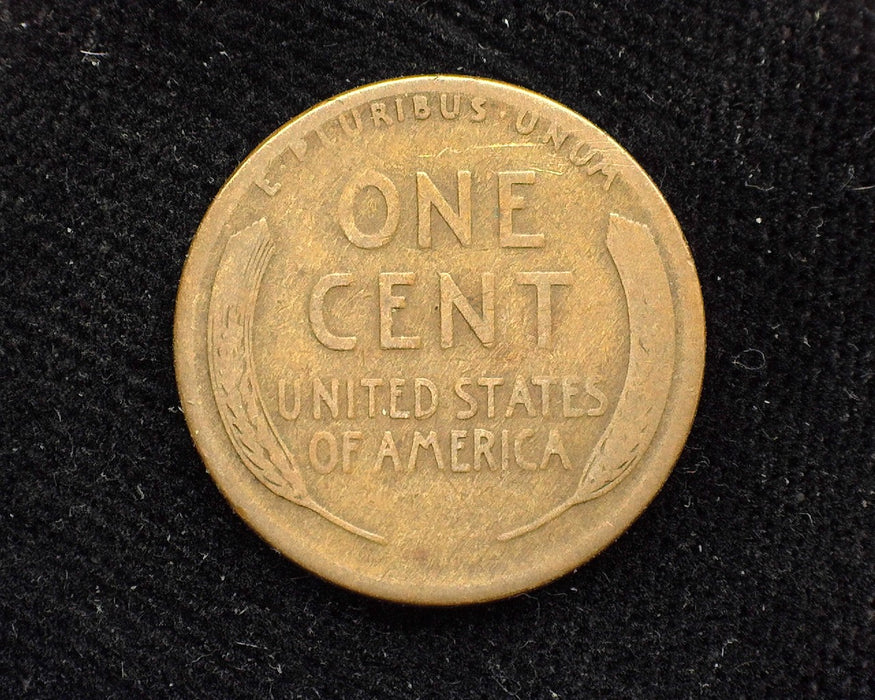 E·PLURIBUS·UNUM
ONE
CENT
UNITED STATES
OF AMERICA